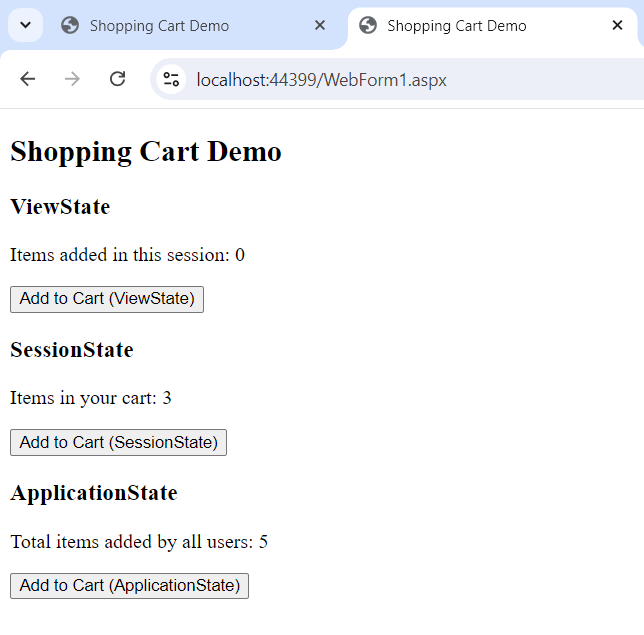 Shopping Cart Demo
Shopping Cart Demo
localhost:44399/WebForm1.aspx
Shopping Cart Demo
ViewState
Items added in this session: 0
Add to Cart (ViewState)
SessionState
Items in your cart: 3
Add to Cart (SessionState)
ApplicationState
Total items added by all users: 5
Add to Cart (ApplicationState)